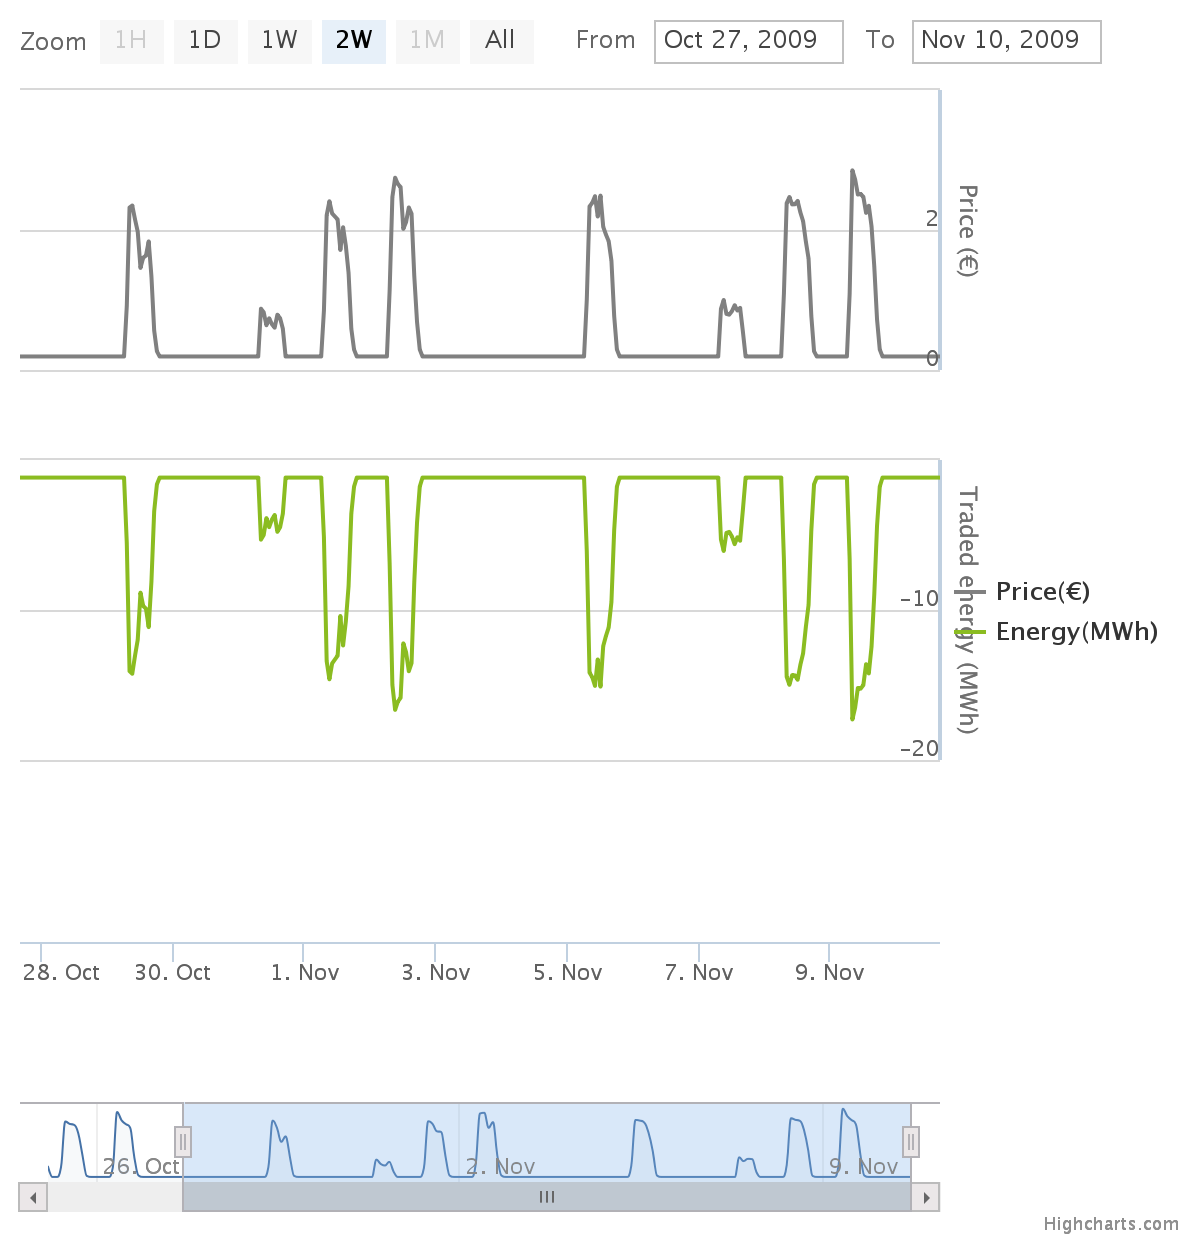 Zoom 1H 1D 1W 2W 1M All From Oct 27, 2009 To Nov 10, 2009
2
Price (€)
0
Traded energy (MWh)
−10
−20
Price(€)
Energy(MWh)
28. Oct 30. Oct 1. Nov 3. Nov 5. Nov 7. Nov 9. Nov
26. Oct 2. Nov 9. Nov
Highcharts.com